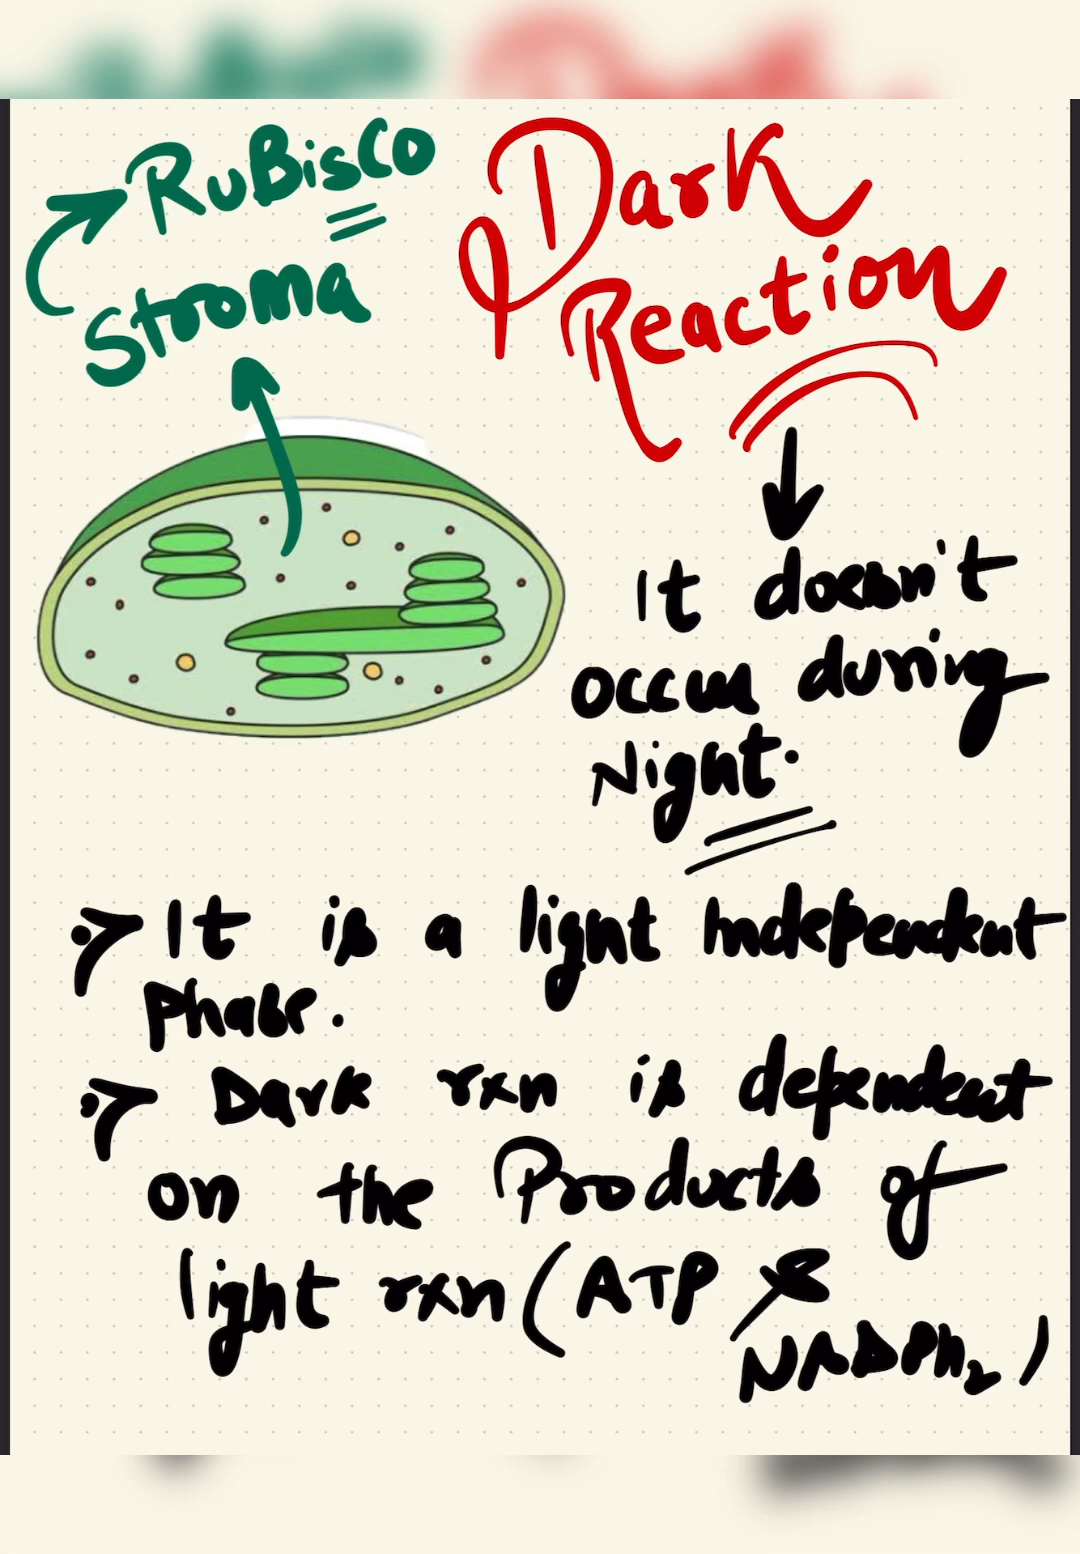 RuBisCo
Stroma
Dark
Reaction
It doesn't
occur during
Night.
It is a light Independent
phase.
Dark rxn is dependent
on the Products of
light rxn (ATP &
NADPH₂)